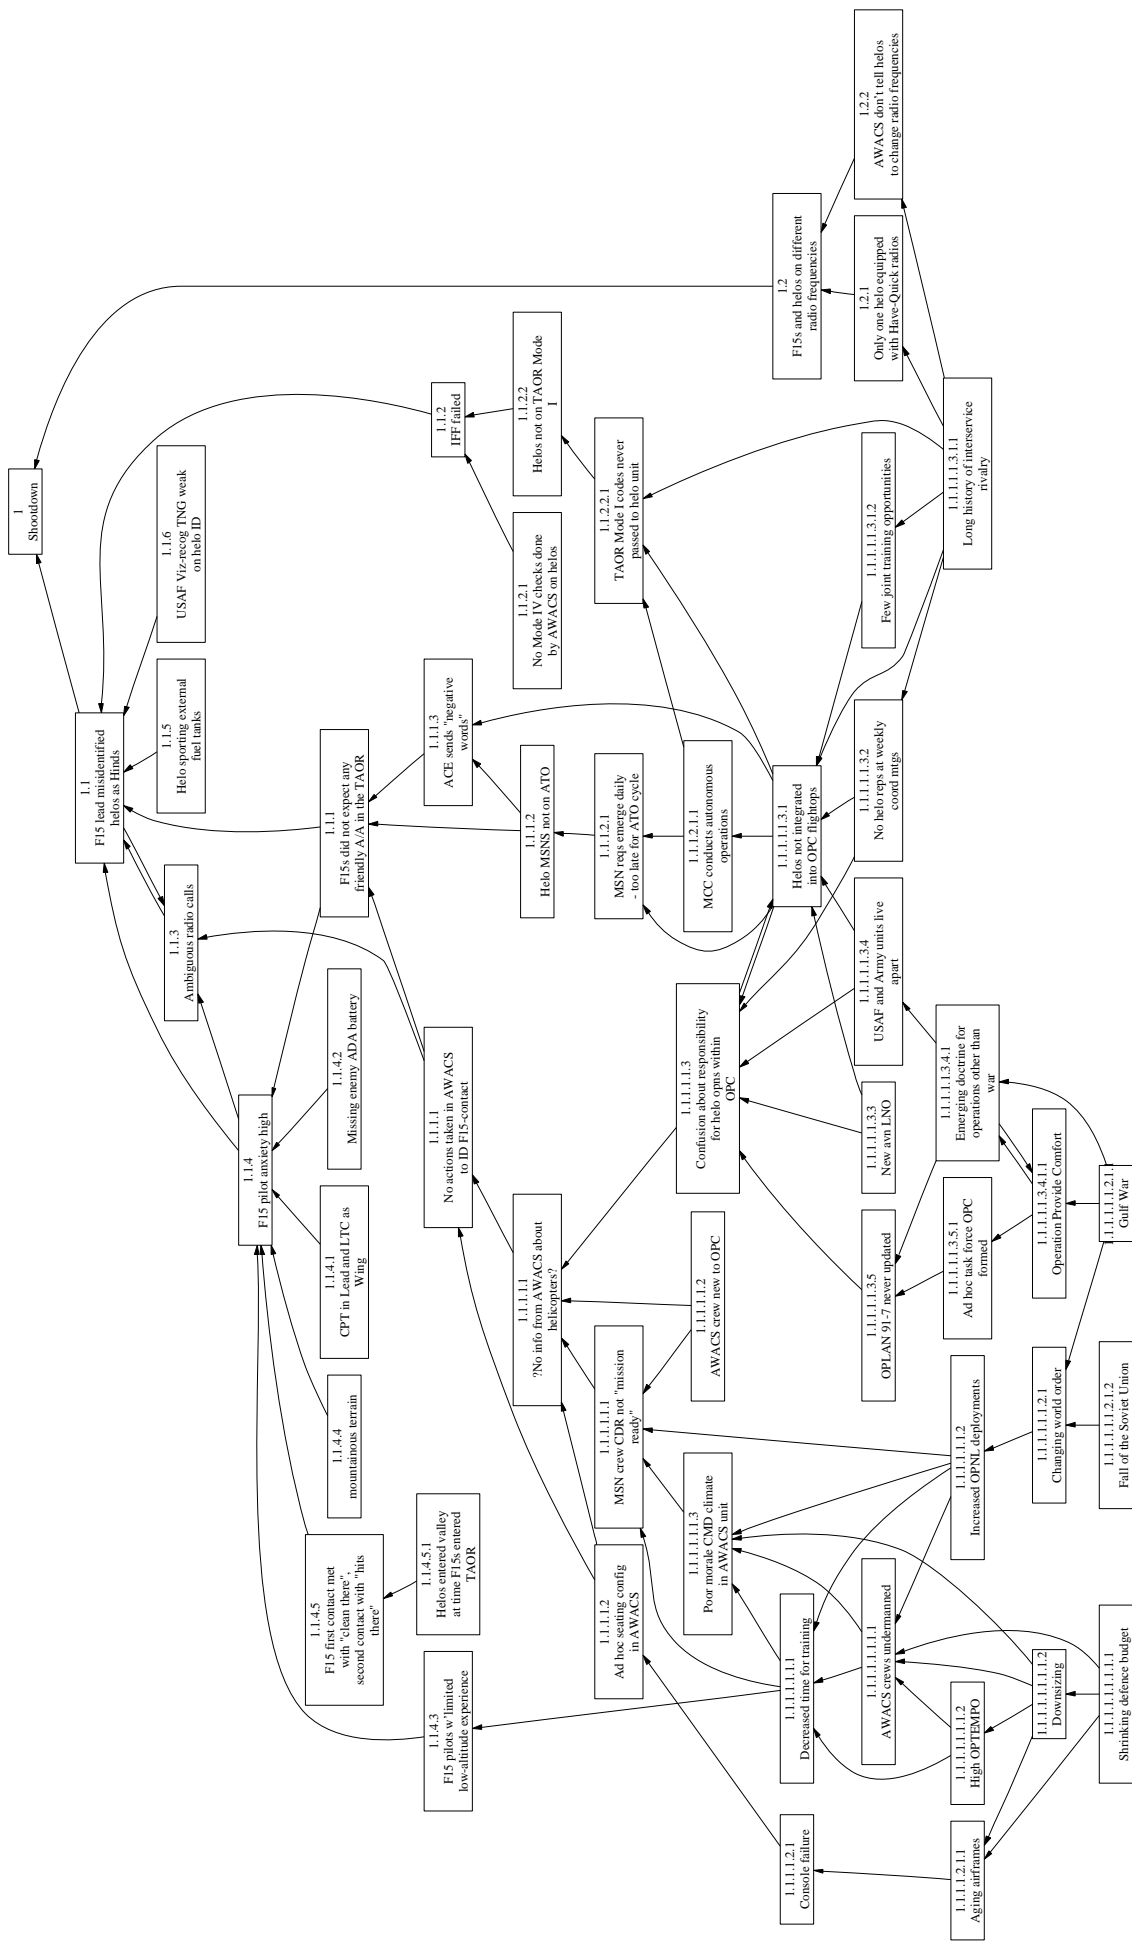 1
Shootdown
1.1
F15 lead misidentified
helos as Hinds
1.1.3
Ambiguous radio calls
1.1.5
Helo sporting external
fuel tanks
1.1.6
USAF Viz-recog TNG weak
on helo ID
1.1.4
F15 pilot anxiety high
1.1.4.5
F15 first contact met
with "clean there",
second contact with "hits
there"
1.1.4.4
mountainous terrain
1.1.4.1
CPT in Lead and LTC as
Wing
1.1.4.2
Missing enemy ADA battery
1.1.1
F15s did not expect any
friendly A/A in the TAOR
1.1.4.3
F15 pilots w'limited
low-altitude experience
1.1.4.5.1
Helos entered valley
at time F15s entered
TAOR
1.1.1.1
No actions taken in AWACS
to ID F15-contact
1.1.1.3
ACE sends "negative
words"
1.1.2
IFF failed
1.1.1.1.1
?No info from AWACS about
helicopters?
1.1.1.2
Helo MSNS not on ATO
1.1.2.1
No Mode IV checks done
by AWACS on helos
1.1.2.2
Helos not on TAOR Mode
I
1.1.1.1.2
Ad hoc seating config
in AWACS
1.1.1.1.1.1
MSN crew CDR not "mission
ready"
1.1.1.1.1.2
AWACS crew new to OPC
1.1.1.1.1.3
Confusion about responsibility
for helo opns within
OPC
1.1.1.2.1
MSN reqs emerge daily
- too late for ATO cycle
1.1.2.2.1
TAOR Mode I codes never
passed to helo unit
1.1.1.1.1.1.3
Poor morale CMD climate
in AWACS unit
1.1.1.2.1.1
MCC conducts autonomous
operations
1.1.1.1.2.1
Console failure
1.1.1.1.1.1.1
Decreased time for training
1.1.1.1.1.3.1
Helos not integrated
into OPC flightops
1.2
F15s and helos on different
radio frequencies
1.1.1.1.1.1.1.1
AWACS crews undermanned
1.1.1.1.1.3.5
OPLAN 91-7 never updated
1.1.1.1.1.3.3
New avn LNO
1.1.1.1.1.3.4
USAF and Army units live
apart
1.1.1.1.1.3.2
No helo reps at weekly
coord mtgs
1.1.1.1.1.3.1.2
Few joint training opportunities
1.2.1
Only one helo equipped
with Have-Quick radios
1.2.2
AWACS don't tell helos
to change radio frequencies
1.1.1.1.2.1.1
Aging airframes
1.1.1.1.1.1.1.2
High OPTEMPO
1.1.1.1.1.1.2
Increased OPNL deployments
1.1.1.1.1.3.5.1
Ad hoc task force OPC
formed
1.1.1.1.1.3.4.1
Emerging doctrine for
operations other than
war
1.1.1.1.1.3.1.1
Long history of interservice
rivalry
1.1.1.1.1.1.1.1.2
Downsizing
1.1.1.1.1.1.2.1
Changing world order
1.1.1.1.1.3.4.1.1
Operation Provide Comfort
1.1.1.1.1.1.1.1.1
Shrinking defence budget
1.1.1.1.1.1.2.1.2
Fall of the Soviet Union
1.1.1.1.1.1.2.1.1
Gulf War